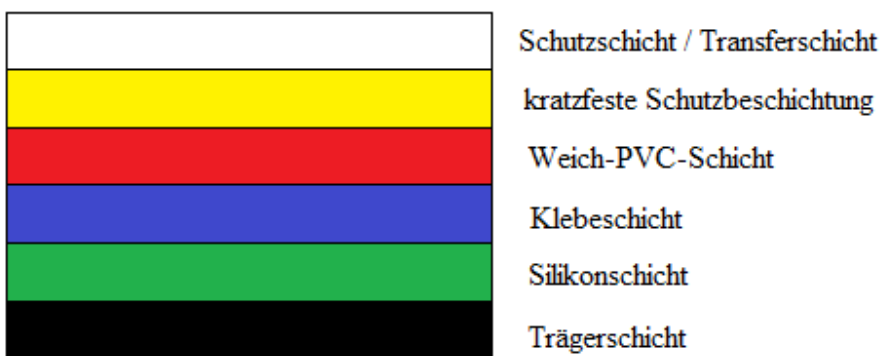 Schutzschicht / Transferschicht
kratzfeste Schutzbeschichtung
Weich-PVC-Schicht
Klebeschicht
Silikonschicht
Trägerschicht